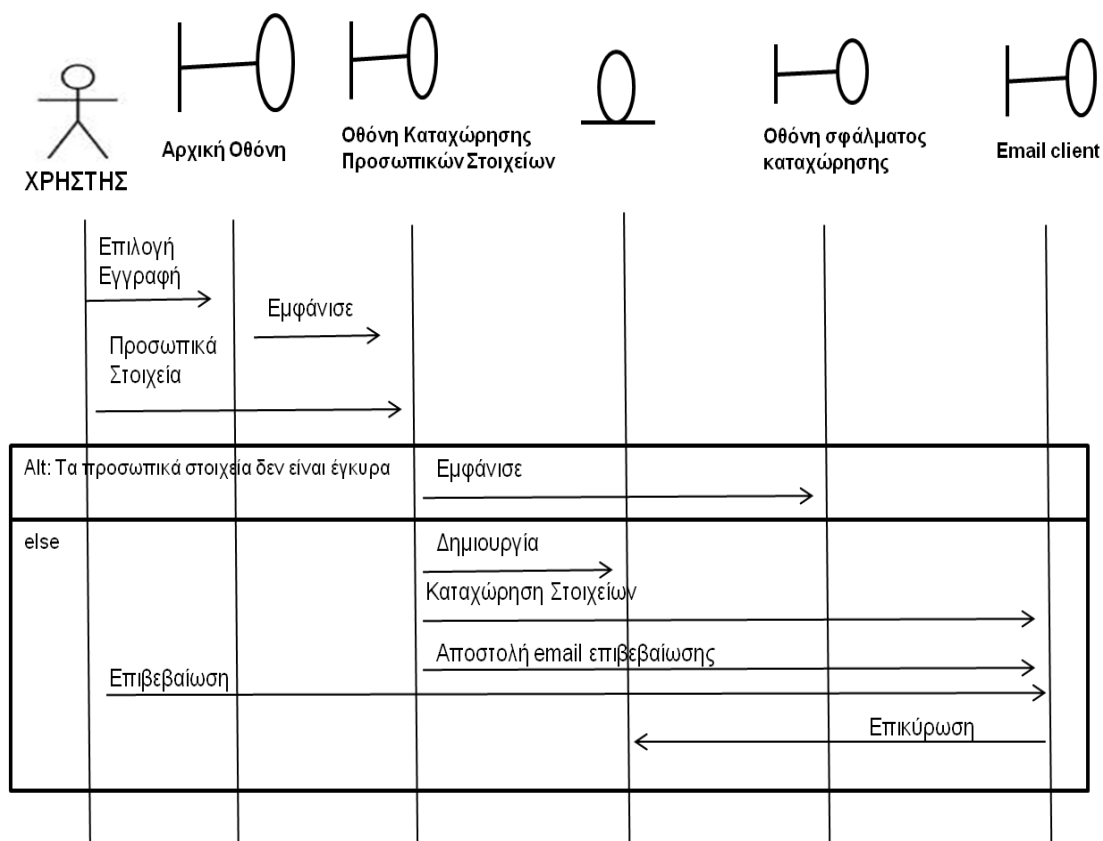 ΧΡΗΣΤΗΣ
Αρχική Οθόνη
Οθόνη Καταχώρησης
Προσωπικών Στοιχείων
Οθόνη σφάλματος
καταχώρησης
Email client
Επιλογή
Εγγραφή
Εμφάνισε
Προσωπικά
Στοιχεία
Alt: Τα προσωπικά στοιχεία δεν είναι έγκυρα
Εμφάνισε
else
Δημιουργία
Καταχώρηση Στοιχείων
Αποστολή email επιβεβαίωσης
Επιβεβαίωση
Επικύρωση